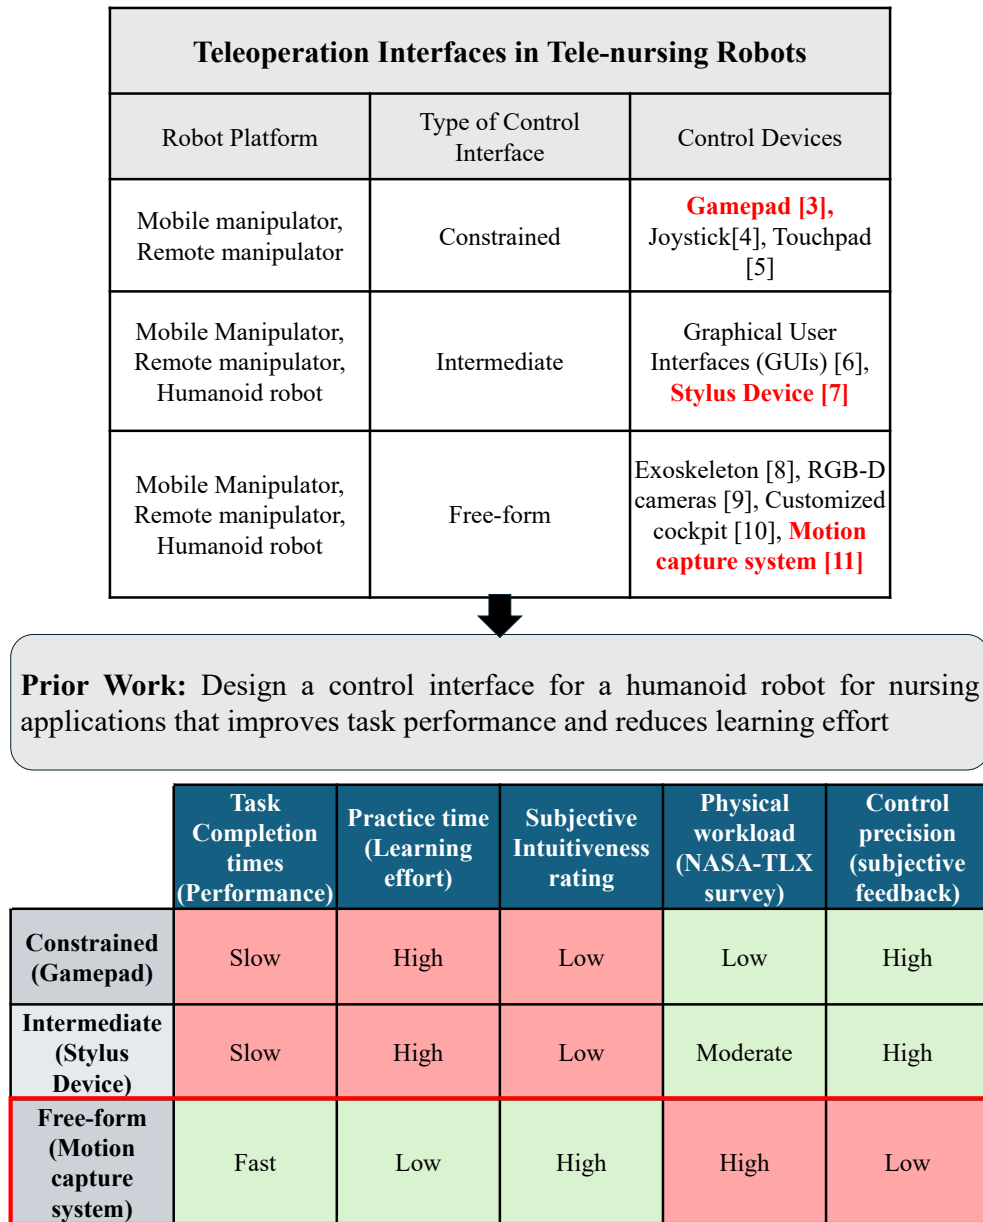 Teleoperation Interfaces in Tele-nursing Robots
Robot Platform
Type of Control
Interface
Control Devices
Mobile manipulator,
Remote manipulator
Constrained
Gamepad [3],
Joystick[4], Touchpad
[5]
Mobile Manipulator,
Remote manipulator,
Humanoid robot
Intermediate
Graphical User
Interfaces (GUIs) [6],
Stylus Device [7]
Mobile Manipulator,
Remote manipulator,
Humanoid robot
Free-form
Exoskeleton [8], RGB-D
cameras [9], Customized
cockpit [10], Motion
capture system [11]
Prior Work: Design a control interface for a humanoid robot for nursing
applications that improves task performance and reduces learning effort
Task
Completion
times
(Performance)
Practice time
(Learning
effort)
Subjective
Intuitiveness
rating
Physical
workload
(NASA-TLX
survey)
Control
precision
(subjective
feedback)
Constrained
(Gamepad)
Slow
High
Low
Low
High
Intermediate
(Stylus
Device)
Slow
High
Low
Moderate
High
Free-form
(Motion
capture
system)
Fast
Low
High
High
Low